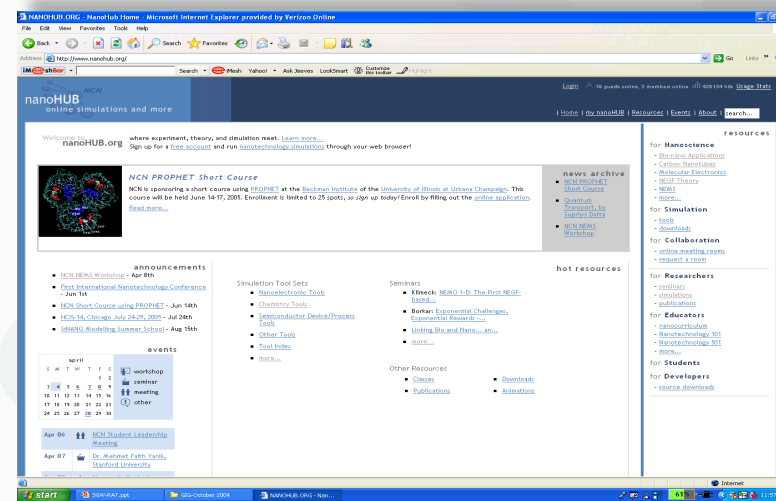 NANOHUB.ORG - NanoHub Home - Microsoft Internet Explorer provided by Verizon Online
File Edit View Favorites Tools Help
Back Search Favorites
Address http://www.nanohub.org/ Go Links »
iMeshBar Search iMesh Yahoo! Ask Jeeves LookSmart Customize this toolbar Highlight
NCN
nanoHUB
online simulations and more
Login 10 guests online, 3 members online Usage Stats
| Home | my nanoHUB | Resources | Events | About | search...
Welcome to nanoHUB.org
where experiment, theory, and simulation meet. Learn more...
Sign up for a free account and run nanotechnology simulations through your web browser!
NCN PROPHET Short Course
NCN is sponsoring a short course using PROPHET at the Beckman Institute of the University of Illinois at Urbana Champaign. This
course will be held June 14-17, 2005. Enrollment is limited to 25 spots, so sign up today! Enroll by filling out the online application.
Read more...
news archive
NCN PROPHET
Short Course
Quantum
Transport, by
Supriyo Datta
NCN NEMS
Workshop
announcements
NCN NEMS Workshop - Apr 8th
First International Nanotechnology Conference
- Jun 1st
NCN Short Course using PROPHET - Jun 14th
HCIS-14, Chicago July 24-29, 2005 - Jul 24th
SINANO Modelling Summer School - Aug 15th
events
april
S M T W T F S
1 2
3 4 5 6 7 8 9
10 11 12 13 14 15 16
17 18 19 20 21 22 23
24 25 26 27 28 29 30
workshop
seminar
meeting
other
Apr 06 NCN Student Leadership
Meeting
Apr 07 Dr. Mehmet Fatih Yanik,
Stanford University
hot resources
Simulation Tool Sets
Nanoelectronic Tools
Chemistry Tools
Semiconductor Device/Process
Tools
Other Tools
Tool Index
more...
Seminars
Klimeck: NEMO 1-D: The First NEGF-
based...
Borkar: Exponential Challenges,
Exponential Rewards -...
Linking Bio and Nano... an...
more...
Other Resources
Classes
Publications
Downloads
Animations
resources
for Nanoscience
- Bio-nano Applications
- Carbon Nanotubes
- Molecular Electronics
- NEGF Theory
- NEMS
- more...
for Simulation
- tools
- downloads
for Collaboration
- online meeting rooms
- request a room
for Researchers
- seminars
- simulations
- publications
for Educators
- nanocurriculum
- Nanotechnology 101
- Nanotechnology 101
- more...
for Students
for Developers
- source downloads
Internet
start SGW-RAT.ppt GIG-October 2004 NANOHUB.ORG - Nan... 61%